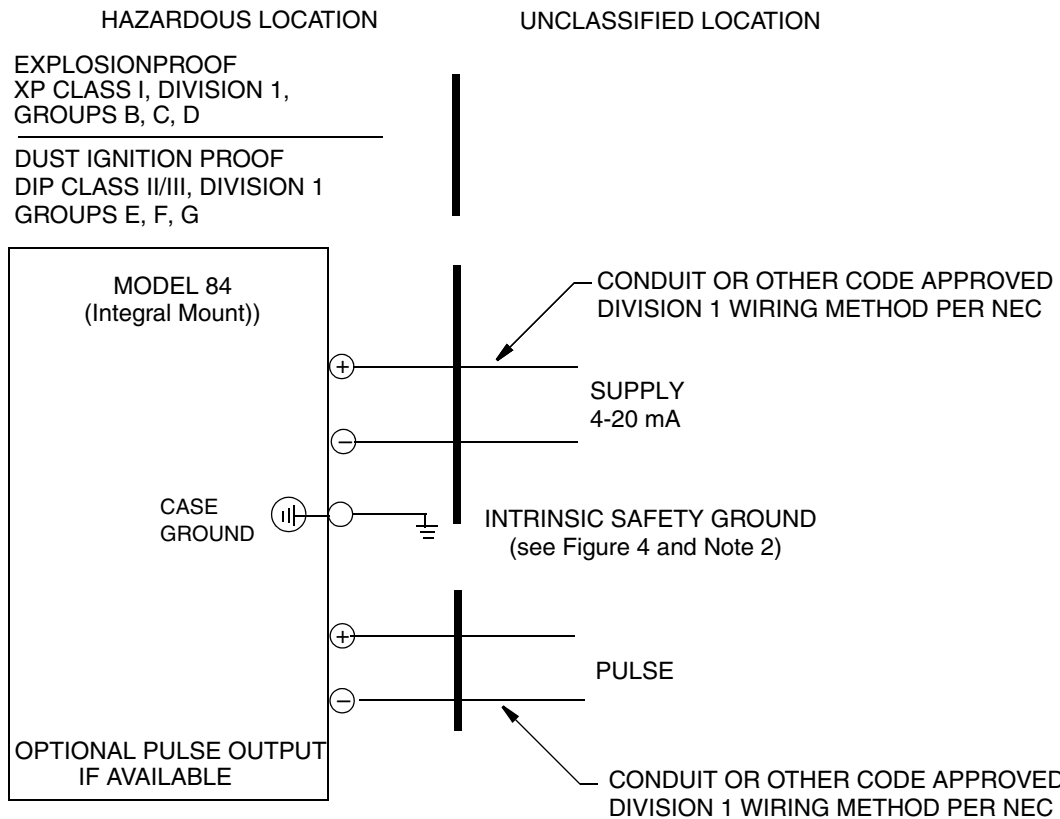 HAZARDOUS LOCATION
UNCLASSIFIED LOCATION
EXPLOSIONPROOF
XP CLASS I, DIVISION 1,
GROUPS B, C, D
DUST IGNITION PROOF
DIP CLASS II/III, DIVISION 1
GROUPS E, F, G
MODEL 84
(Integral Mount))
CONDUIT OR OTHER CODE APPROVED
DIVISION 1 WIRING METHOD PER NEC
+
SUPPLY
4-20 mA
−
CASE
GROUND
INTRINSIC SAFETY GROUND
(see Figure 4 and Note 2)
+
PULSE
−
OPTIONAL PULSE OUTPUT
IF AVAILABLE
CONDUIT OR OTHER CODE APPROVED
DIVISION 1 WIRING METHOD PER NEC